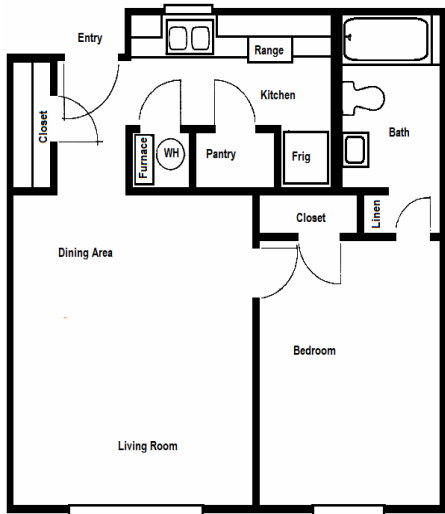 Entry
Range
Kitchen
Closet
Bath
Furnace
WH
Pantry
Frig
Closet
Linen
Dining Area
Bedroom
Living Room